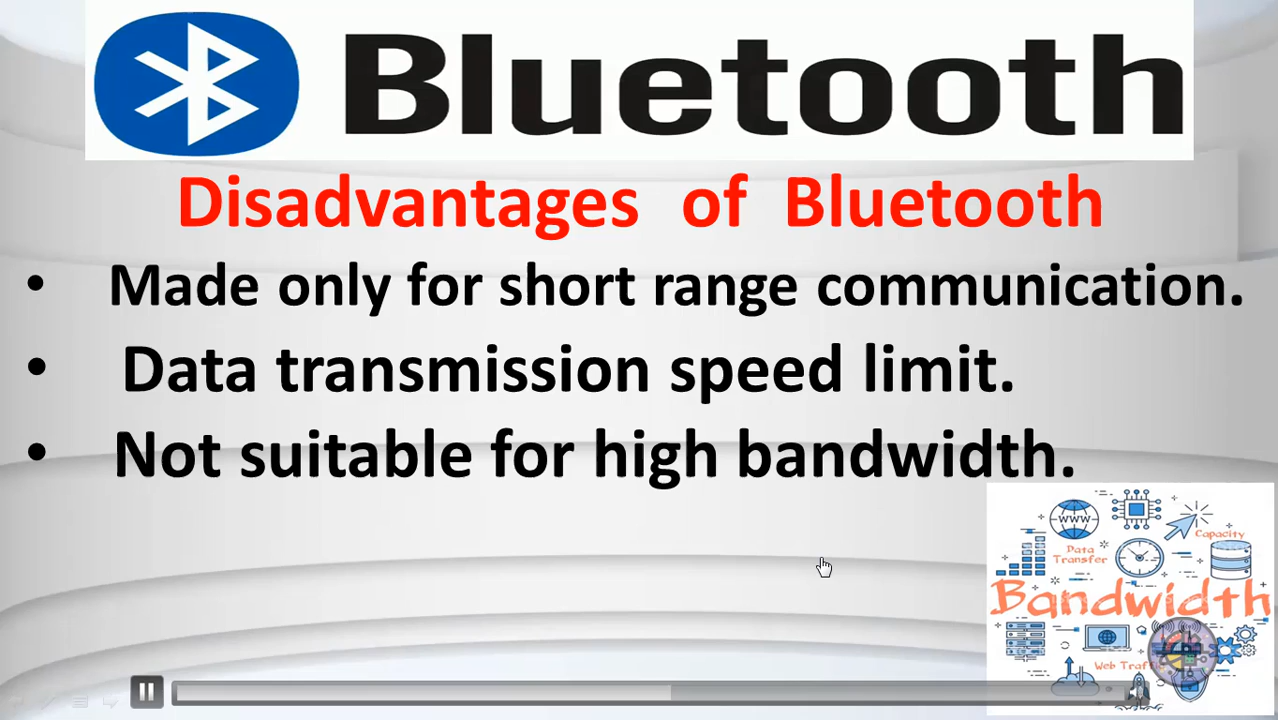 Bluetooth
Disadvantages of Bluetooth
• Made only for short range communication.
• Data transmission speed limit.
• Not suitable for high bandwidth.
WWW
Capacity
Data
Transfer
Bandwidth
Web Traffic